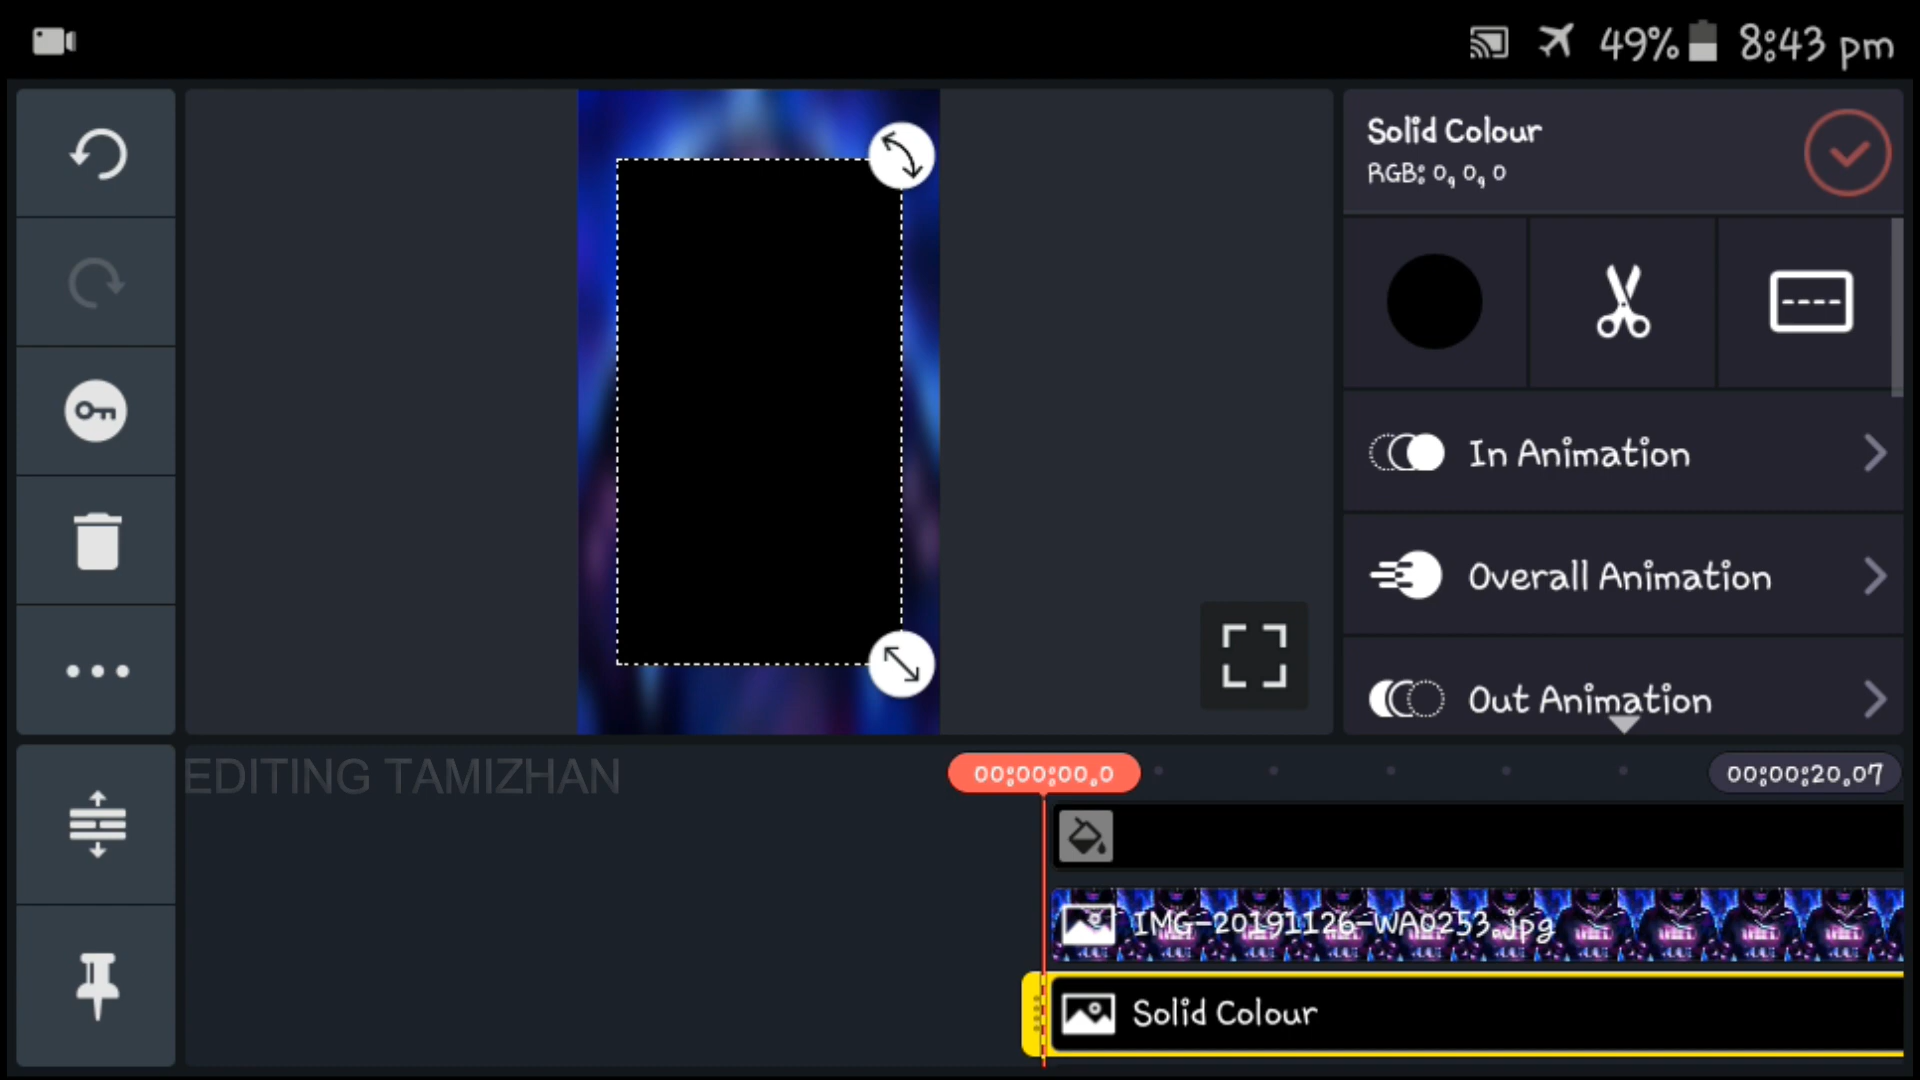 49% 8:43 pm
Solid Colour
RGB: 0, 0, 0
In Animation
Overall Animation
Out Animation
EDITING TAMIZHAN
00:00:00.0
00:00:20.07
IMG-20191126-WA0253.jpg
Solid Colour